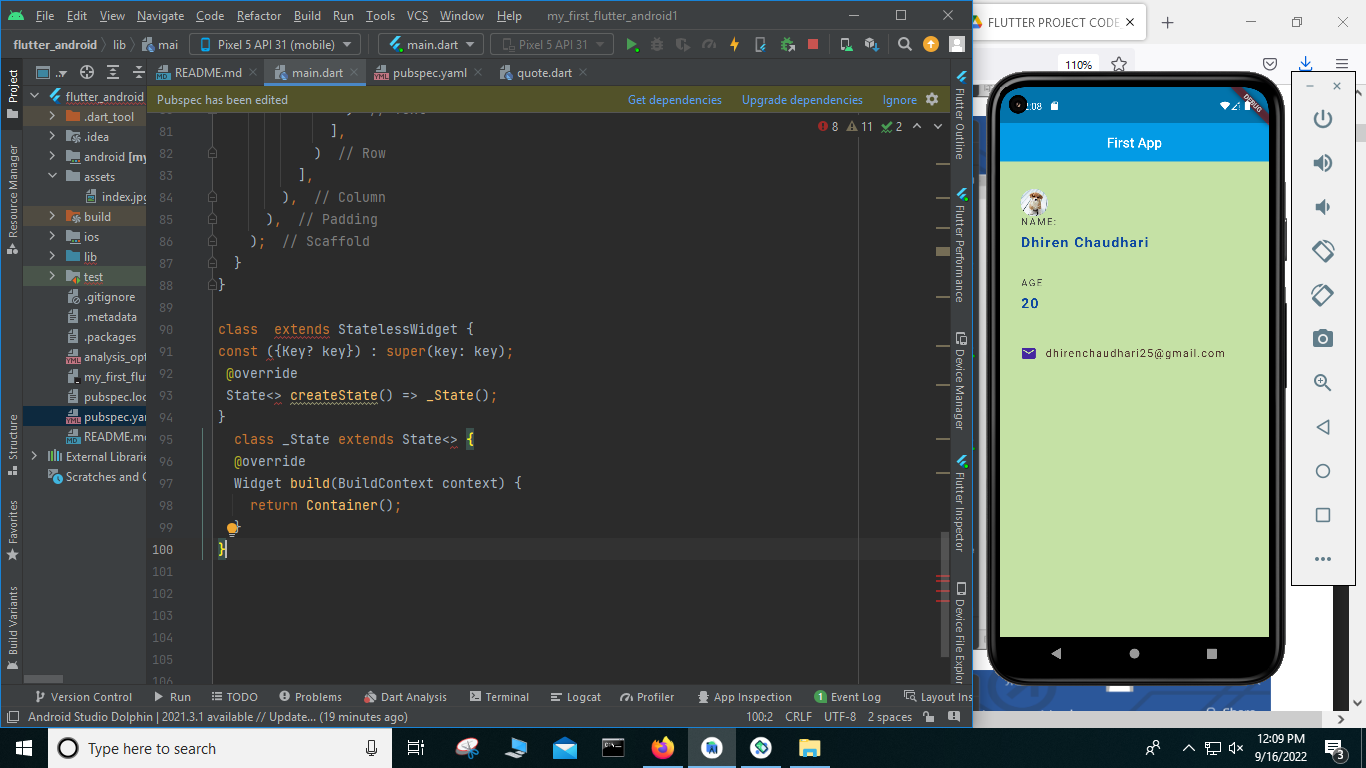 File Edit View Navigate Code Refactor Build Run Tools VCS Window Help my_first_flutter_android1
FLUTTER PROJECT CODE
flutter_android lib mai Pixel 5 API 31 (mobile) main.dart Pixel 5 API 31
110%
README.md main.dart pubspec.yaml quote.dart
Pubspec has been edited Get dependencies Upgrade dependencies Ignore
Project
Resource Manager
Structure
Favorites
Build Variants
flutter_android
.dart_tool
.idea
android [my
assets
index.jpg
build
ios
lib
test
.gitignore
.metadata
.packages
analysis_opt
my_first_flut
pubspec.loc
pubspec.yar
README.md
External Librarie
Scratches and C
8 11 2
81 ],
82 ) // Row
83 ],
84 ), // Column
85 ), // Padding
86 ); // Scaffold
87 }
88 }
89
90 class extends StatelessWidget {
91 const ({Key? key}) : super(key: key);
92 @override
93 State<> createState() => _State();
94 }
95 class _State extends State<> {
96 @override
97 Widget build(BuildContext context) {
98 return Container();
99 }
100 }
101
102
103
104
105
106
Flutter Outline
Flutter Performance
Device Manager
Flutter Inspector
Device File Explor
:08
DEBUG
First App
NAME:
Dhiren Chaudhari
AGE
20
dhirenchaudhari25@gmail.com
Version Control Run TODO Problems Dart Analysis Terminal Logcat Profiler App Inspection 1 Event Log Layout Ins
Android Studio Dolphin | 2021.3.1 available // Update... (19 minutes ago) 100:2 CRLF UTF-8 2 spaces
Type here to search
12:09 PM
9/16/2022
3